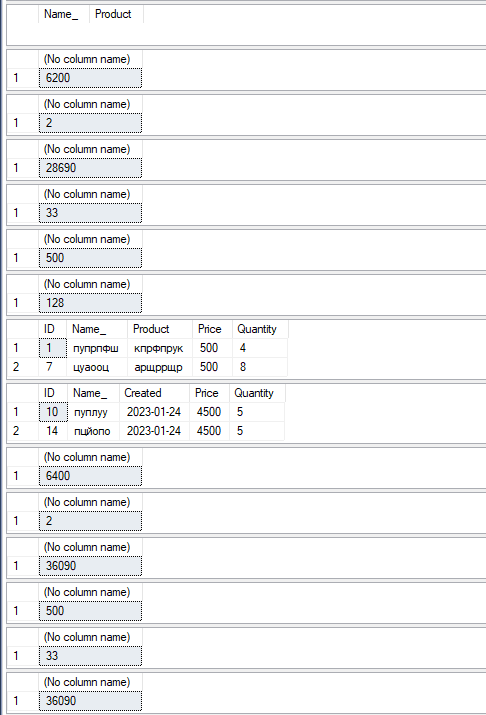 Name_ Product
(No column name)
1 6200
(No column name)
1 2
(No column name)
1 28690
(No column name)
1 33
(No column name)
1 500
(No column name)
1 128
ID Name_ Product Price Quantity
1 1 пупрпфш кпрфпрук 500 4
2 7 цуаооц арщррщр 500 8
ID Name_ Created Price Quantity
1 10 пуплуу 2023-01-24 4500 5
2 14 пцйопо 2023-01-24 4500 5
(No column name)
1 6400
(No column name)
1 2
(No column name)
1 36090
(No column name)
1 500
(No column name)
1 33
(No column name)
1 36090